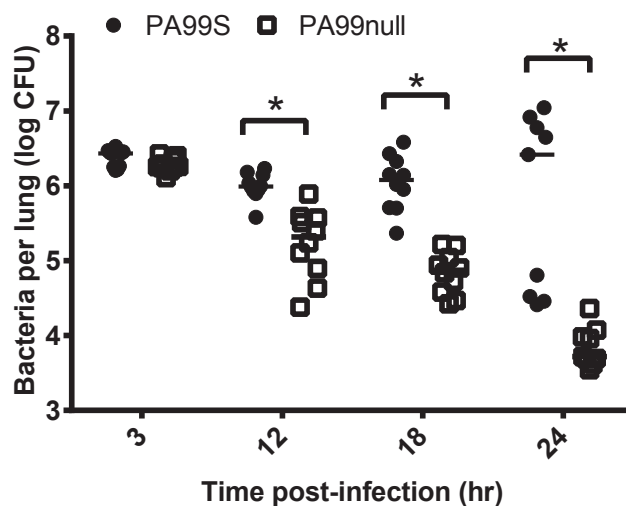 PA99S PA99null
*
*
*
7
6
5
4
3
Bacteria per lung (log CFU)
3 12 18 24
Time post-infection (hr)